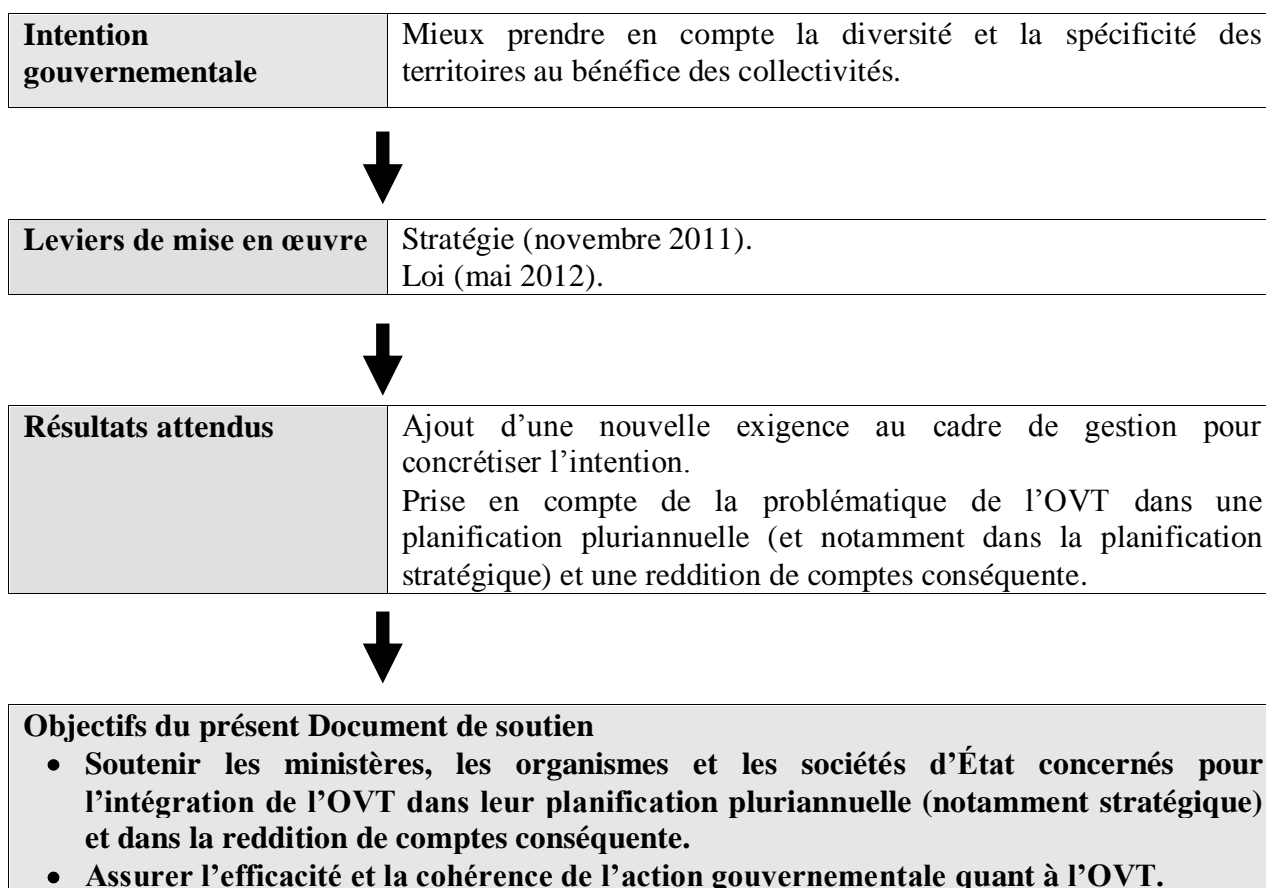 Intention
gouvernementale
Mieux prendre en compte la diversité et la spécificité des
territoires au bénéfice des collectivités.
Leviers de mise en œuvre
Stratégie (novembre 2011).
Loi (mai 2012).
Résultats attendus
Ajout d’une nouvelle exigence au cadre de gestion pour
concrétiser l’intention.
Prise en compte de la problématique de l’OVT dans une
planification pluriannuelle (et notamment dans la planification
stratégique) et une reddition de comptes conséquente.
Objectifs du présent Document de soutien
• Soutenir les ministères, les organismes et les sociétés d’État concernés pour
l’intégration de l’OVT dans leur planification pluriannuelle (notamment stratégique)
et dans la reddition de comptes conséquente.
• Assurer l’efficacité et la cohérence de l’action gouvernementale quant à l’OVT.